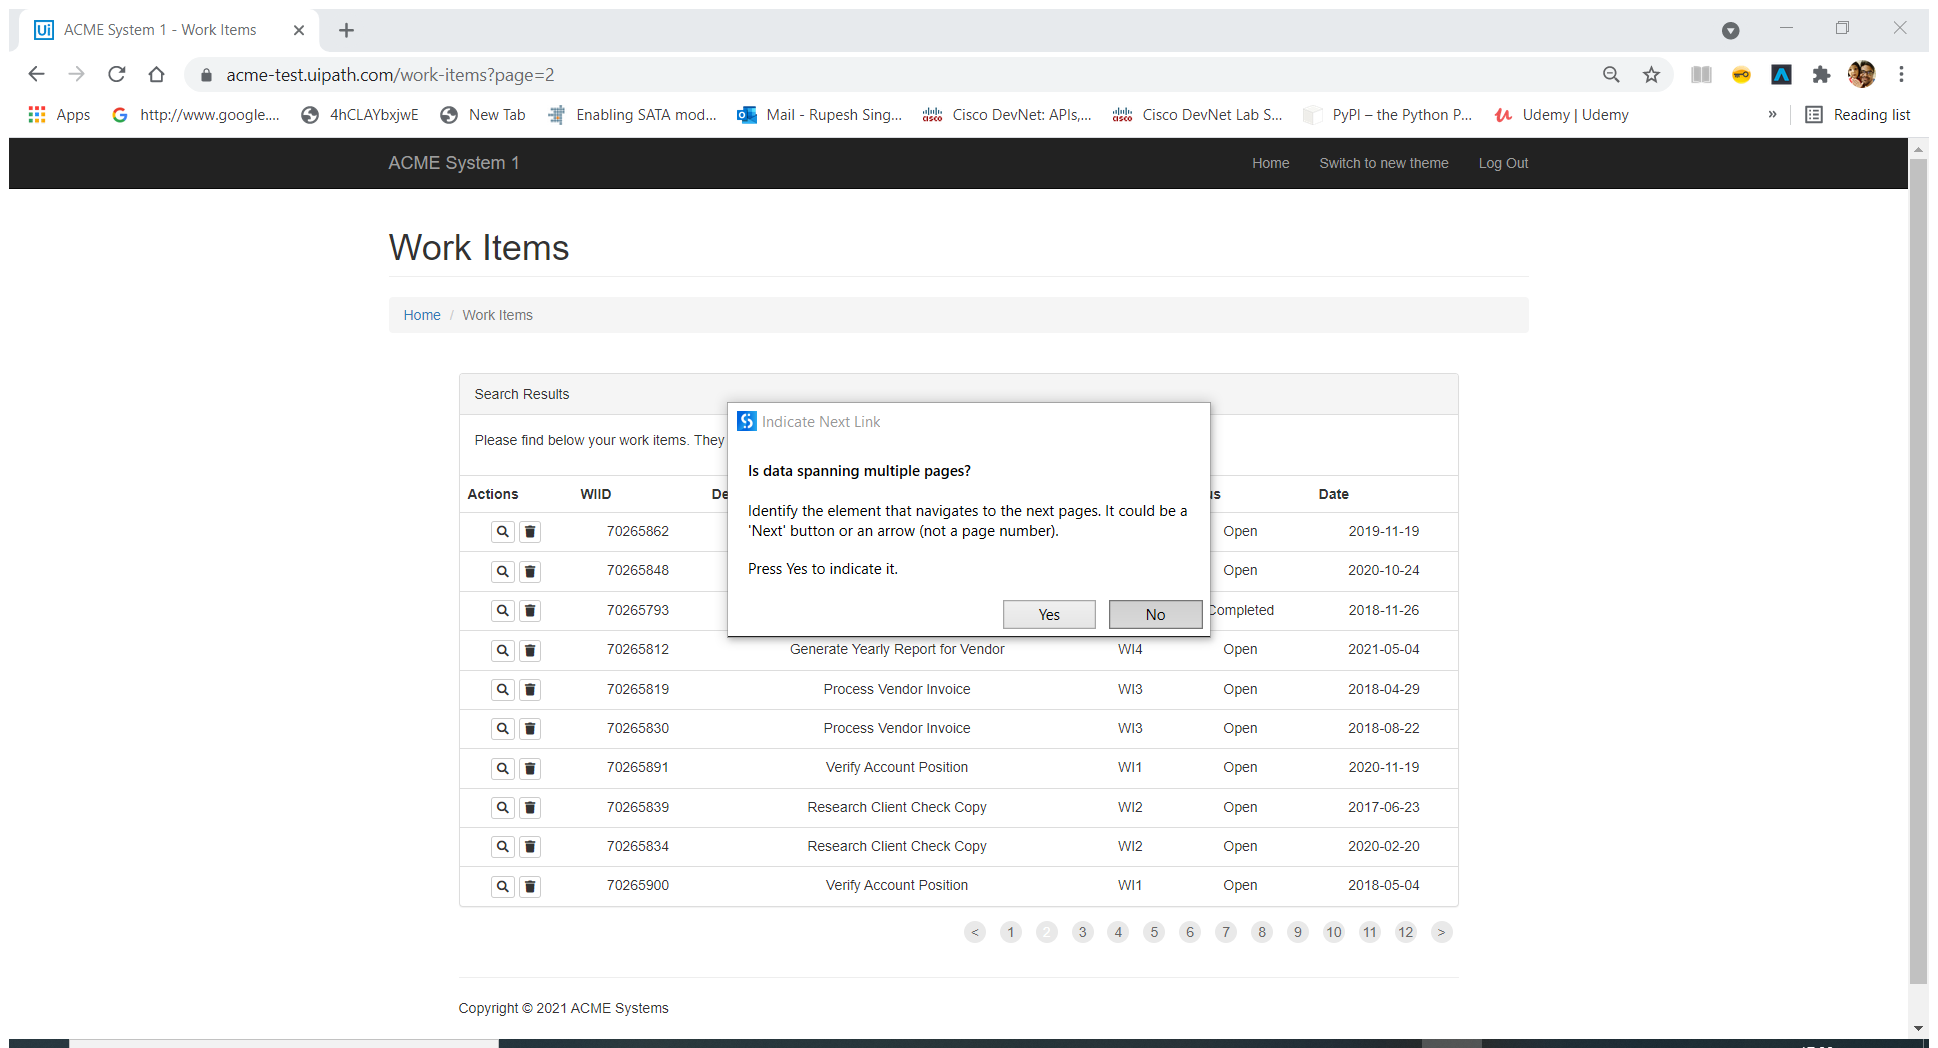 Ui ACME System 1 - Work Items
acme-test.uipath.com/work-items?page=2
Apps http://www.google.... 4hCLAYbxjwE New Tab Enabling SATA mod... Mail - Rupesh Sing... Cisco DevNet: APIs,... Cisco DevNet Lab S... PyPI – the Python P... Udemy | Udemy » Reading list
ACME System 1 Home Switch to new theme Log Out
Work Items
Home / Work Items
Search Results
Please find below your work items. They
Indicate Next Link
Is data spanning multiple pages?
Identify the element that navigates to the next pages. It could be a
'Next' button or an arrow (not a page number).
Press Yes to indicate it.
Yes No
Actions WIID De us Date
70265862 Open 2019-11-19
70265848 Open 2020-10-24
70265793 Completed 2018-11-26
70265812 Generate Yearly Report for Vendor WI4 Open 2021-05-04
70265819 Process Vendor Invoice WI3 Open 2018-04-29
70265830 Process Vendor Invoice WI3 Open 2018-08-22
70265891 Verify Account Position WI1 Open 2020-11-19
70265839 Research Client Check Copy WI2 Open 2017-06-23
70265834 Research Client Check Copy WI2 Open 2020-02-20
70265900 Verify Account Position WI1 Open 2018-05-04
< 1 2 3 4 5 6 7 8 9 10 11 12 >
Copyright © 2021 ACME Systems